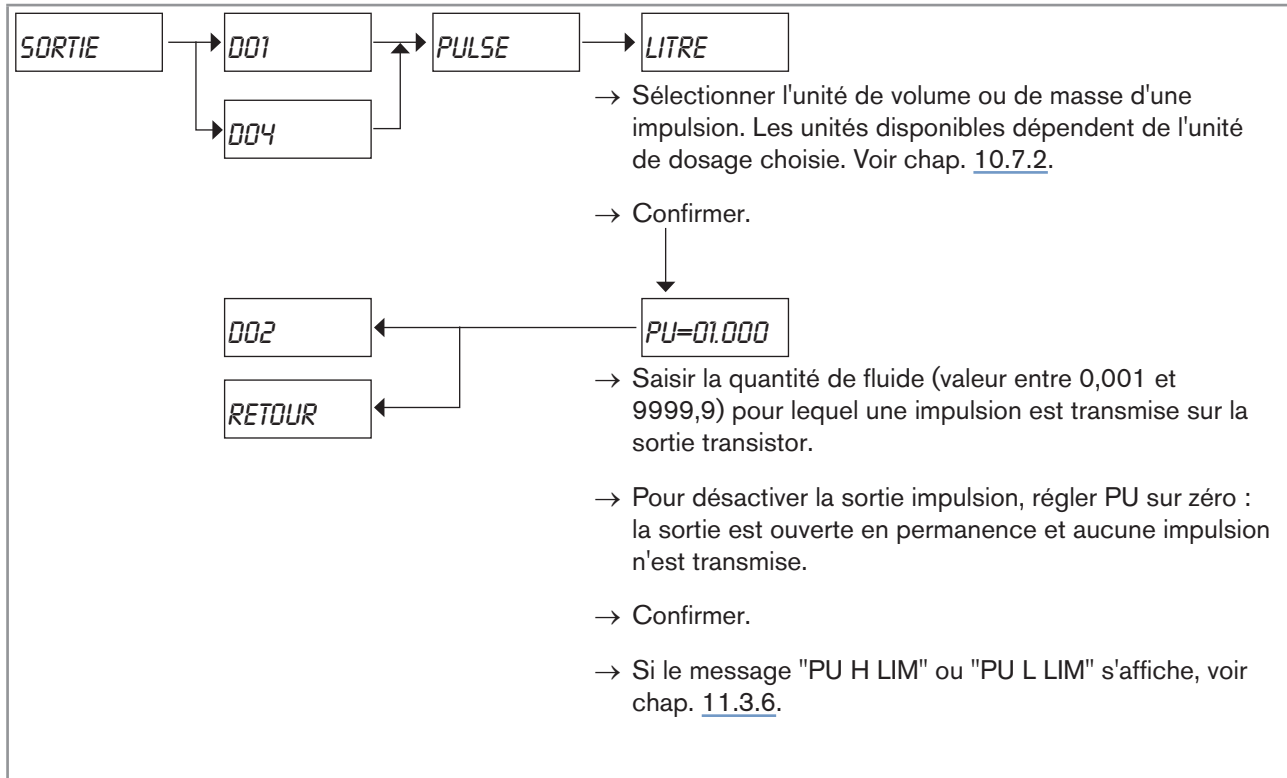 SORTIE
DO1
PULSE
LITRE
DO4
→ Sélectionner l'unité de volume ou de masse d'une
impulsion. Les unités disponibles dépendent de l'unité
de dosage choisie. Voir chap. 10.7.2.
→ Confirmer.
DO2
PU=01.000
RETOUR
→ Saisir la quantité de fluide (valeur entre 0,001 et
9999,9) pour lequel une impulsion est transmise sur la
sortie transistor.
→ Pour désactiver la sortie impulsion, régler PU sur zéro :
la sortie est ouverte en permanence et aucune impulsion
n'est transmise.
→ Confirmer.
→ Si le message "PU H LIM" ou "PU L LIM" s'affiche, voir
chap. 11.3.6.